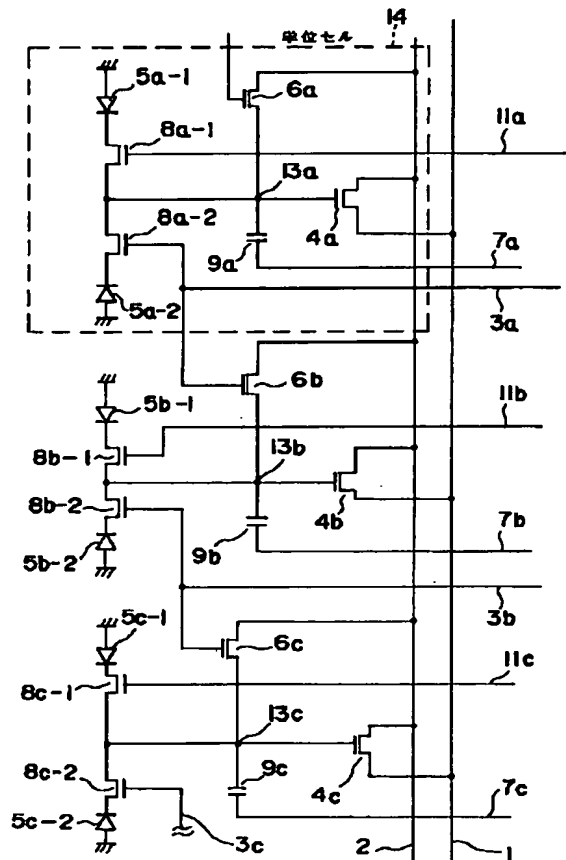 14
単位セル
5a-1
6a
8a-1
11a
13a
8a-2
4a
9a
7a
5a-2
3a
6b
5b-1
11b
8b-1
13b
8b-2
4b
9b
7b
5b-2
3b
5c-1
6c
11c
8c-1
13c
9c
8c-2
4c
7c
5c-2
3c
2
1